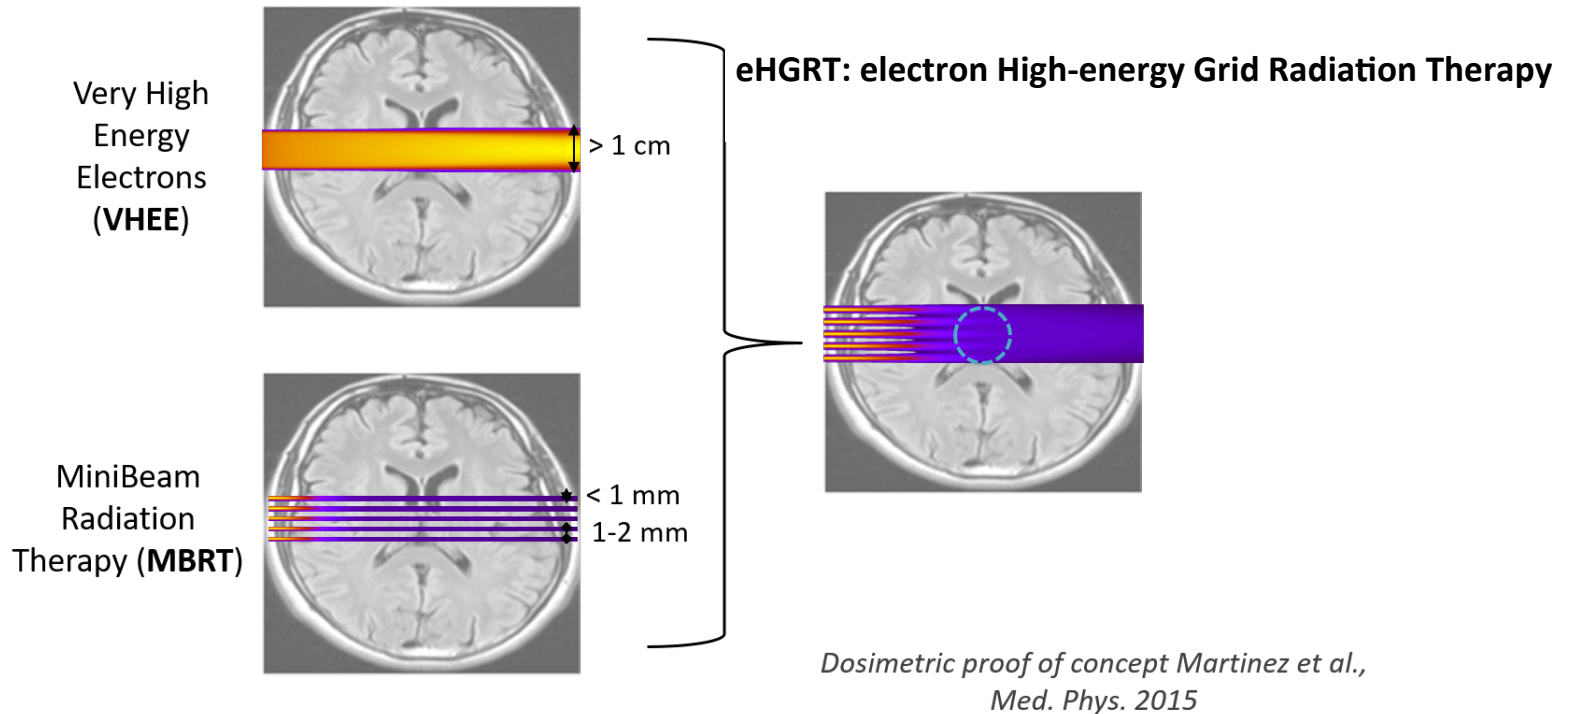 Very High
Energy
Electrons
(VHEE)
> 1 cm
eHGRT: electron High-energy Grid Radiation Therapy
MiniBeam
Radiation
Therapy (MBRT)
< 1 mm
1-2 mm
Dosimetric proof of concept Martinez et al.,
Med. Phys. 2015